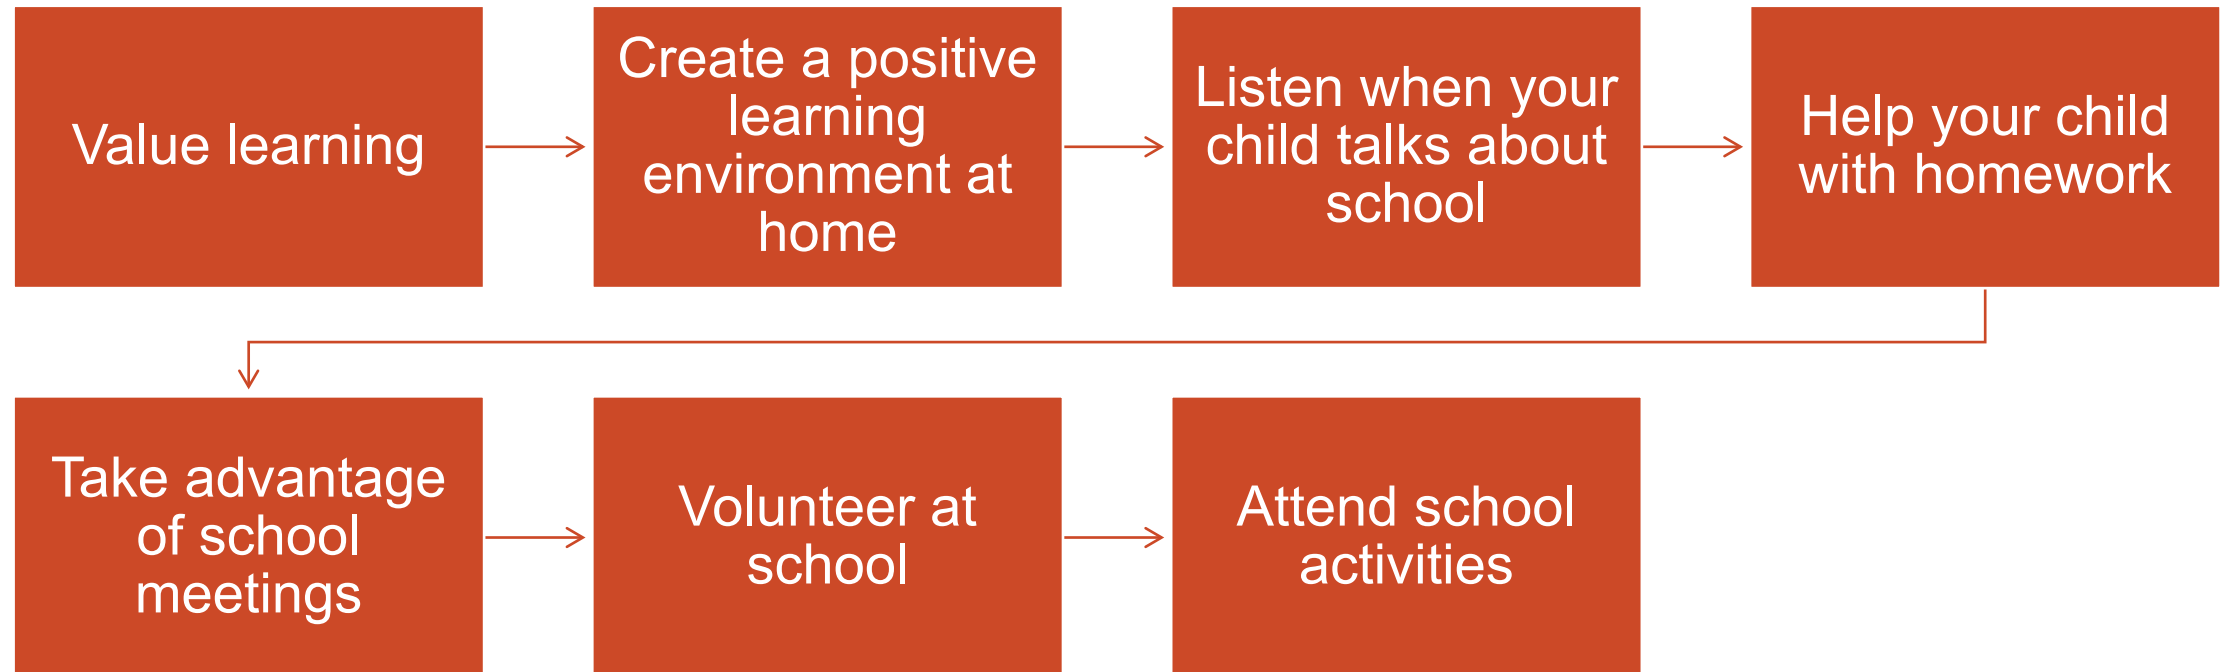 Value learning
Create a positive
learning
environment at
home
Listen when your
child talks about
school
Help your child
with homework
Take advantage
of school
meetings
Volunteer at
school
Attend school
activities